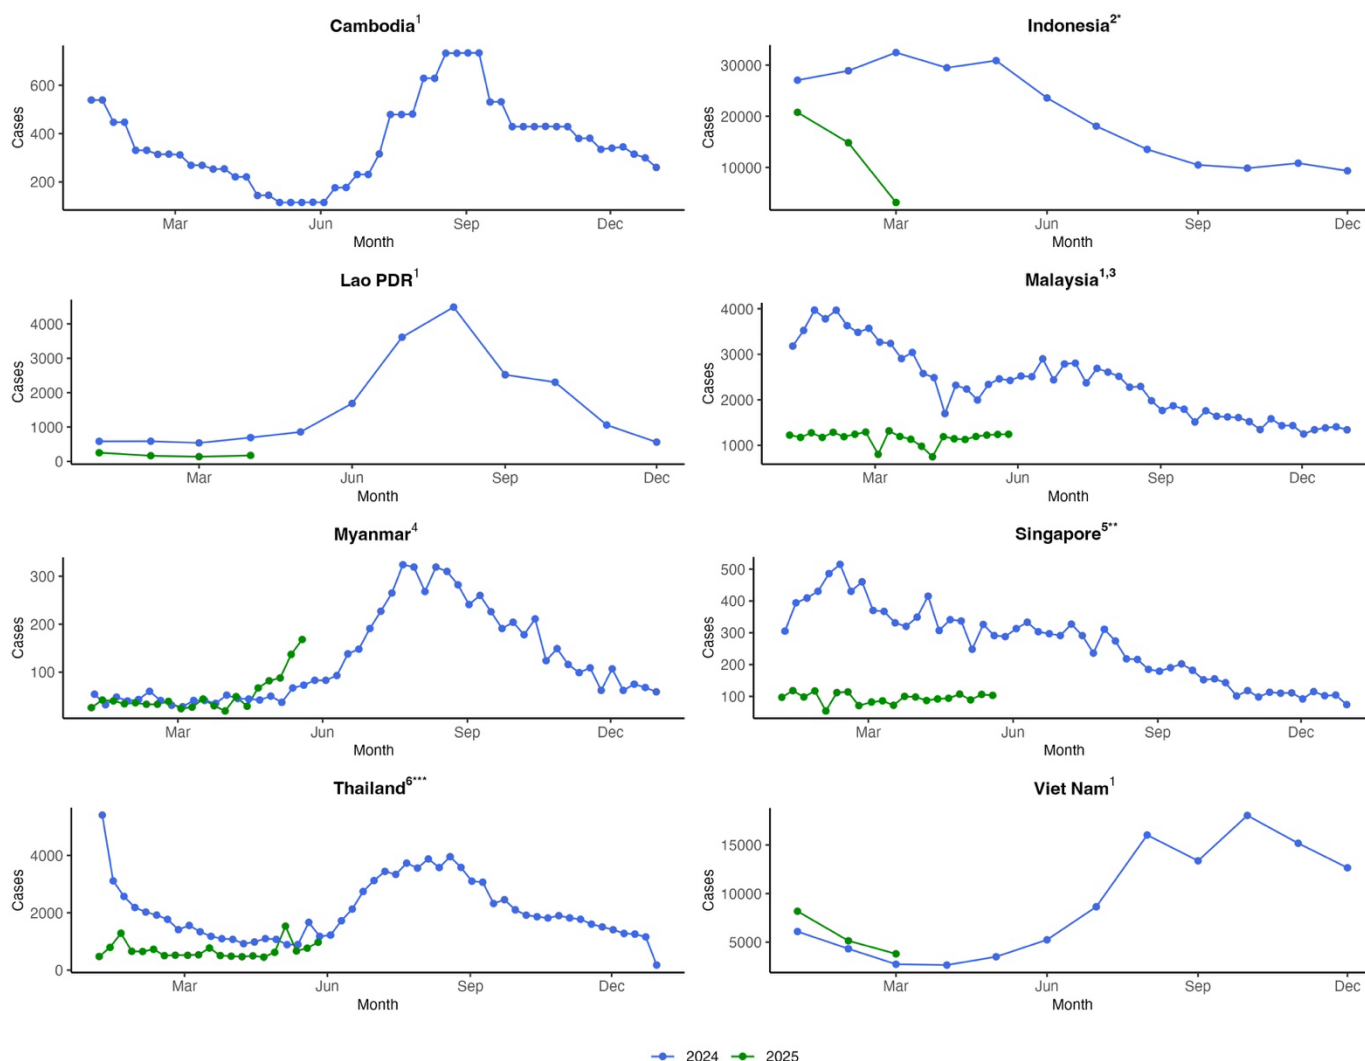 Cambodia1
Indonesia2*
Cases
600
400
200
Mar
Jun
Sep
Dec
Month
Cases
30000
20000
10000
Mar
Jun
Sep
Dec
Month
Lao PDR1
Malaysia1,3
Cases
4000
3000
2000
1000
0
Mar
Jun
Sep
Dec
Month
Cases
4000
3000
2000
1000
Mar
Jun
Sep
Dec
Month
Myanmar4
Singapore5**
Cases
300
200
100
Mar
Jun
Sep
Dec
Month
Cases
500
400
300
200
100
Mar
Jun
Sep
Dec
Month
Thailand6***
Viet Nam1
Cases
4000
2000
0
Mar
Jun
Sep
Dec
Month
Cases
15000
10000
5000
Mar
Jun
Sep
Dec
Month
2024
2025